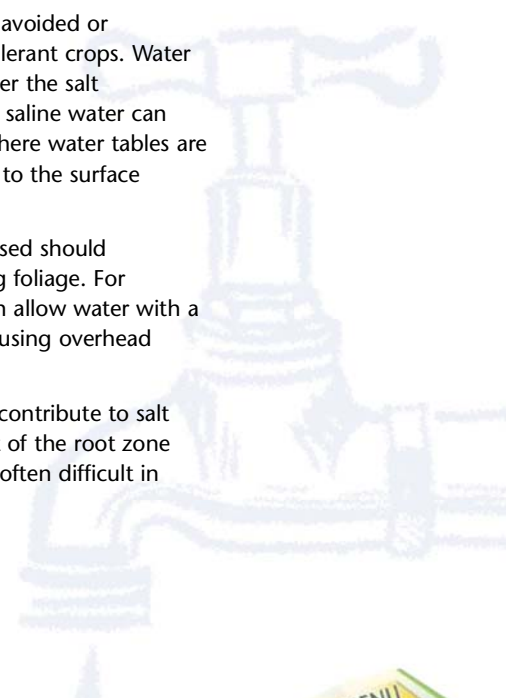 avoided or
lerant crops. Water
er the salt
saline water can
here water tables are
to the surface
sed should
g foliage. For
n allow water with a
using overhead
contribute to salt
of the root zone
often difficult in
ENU